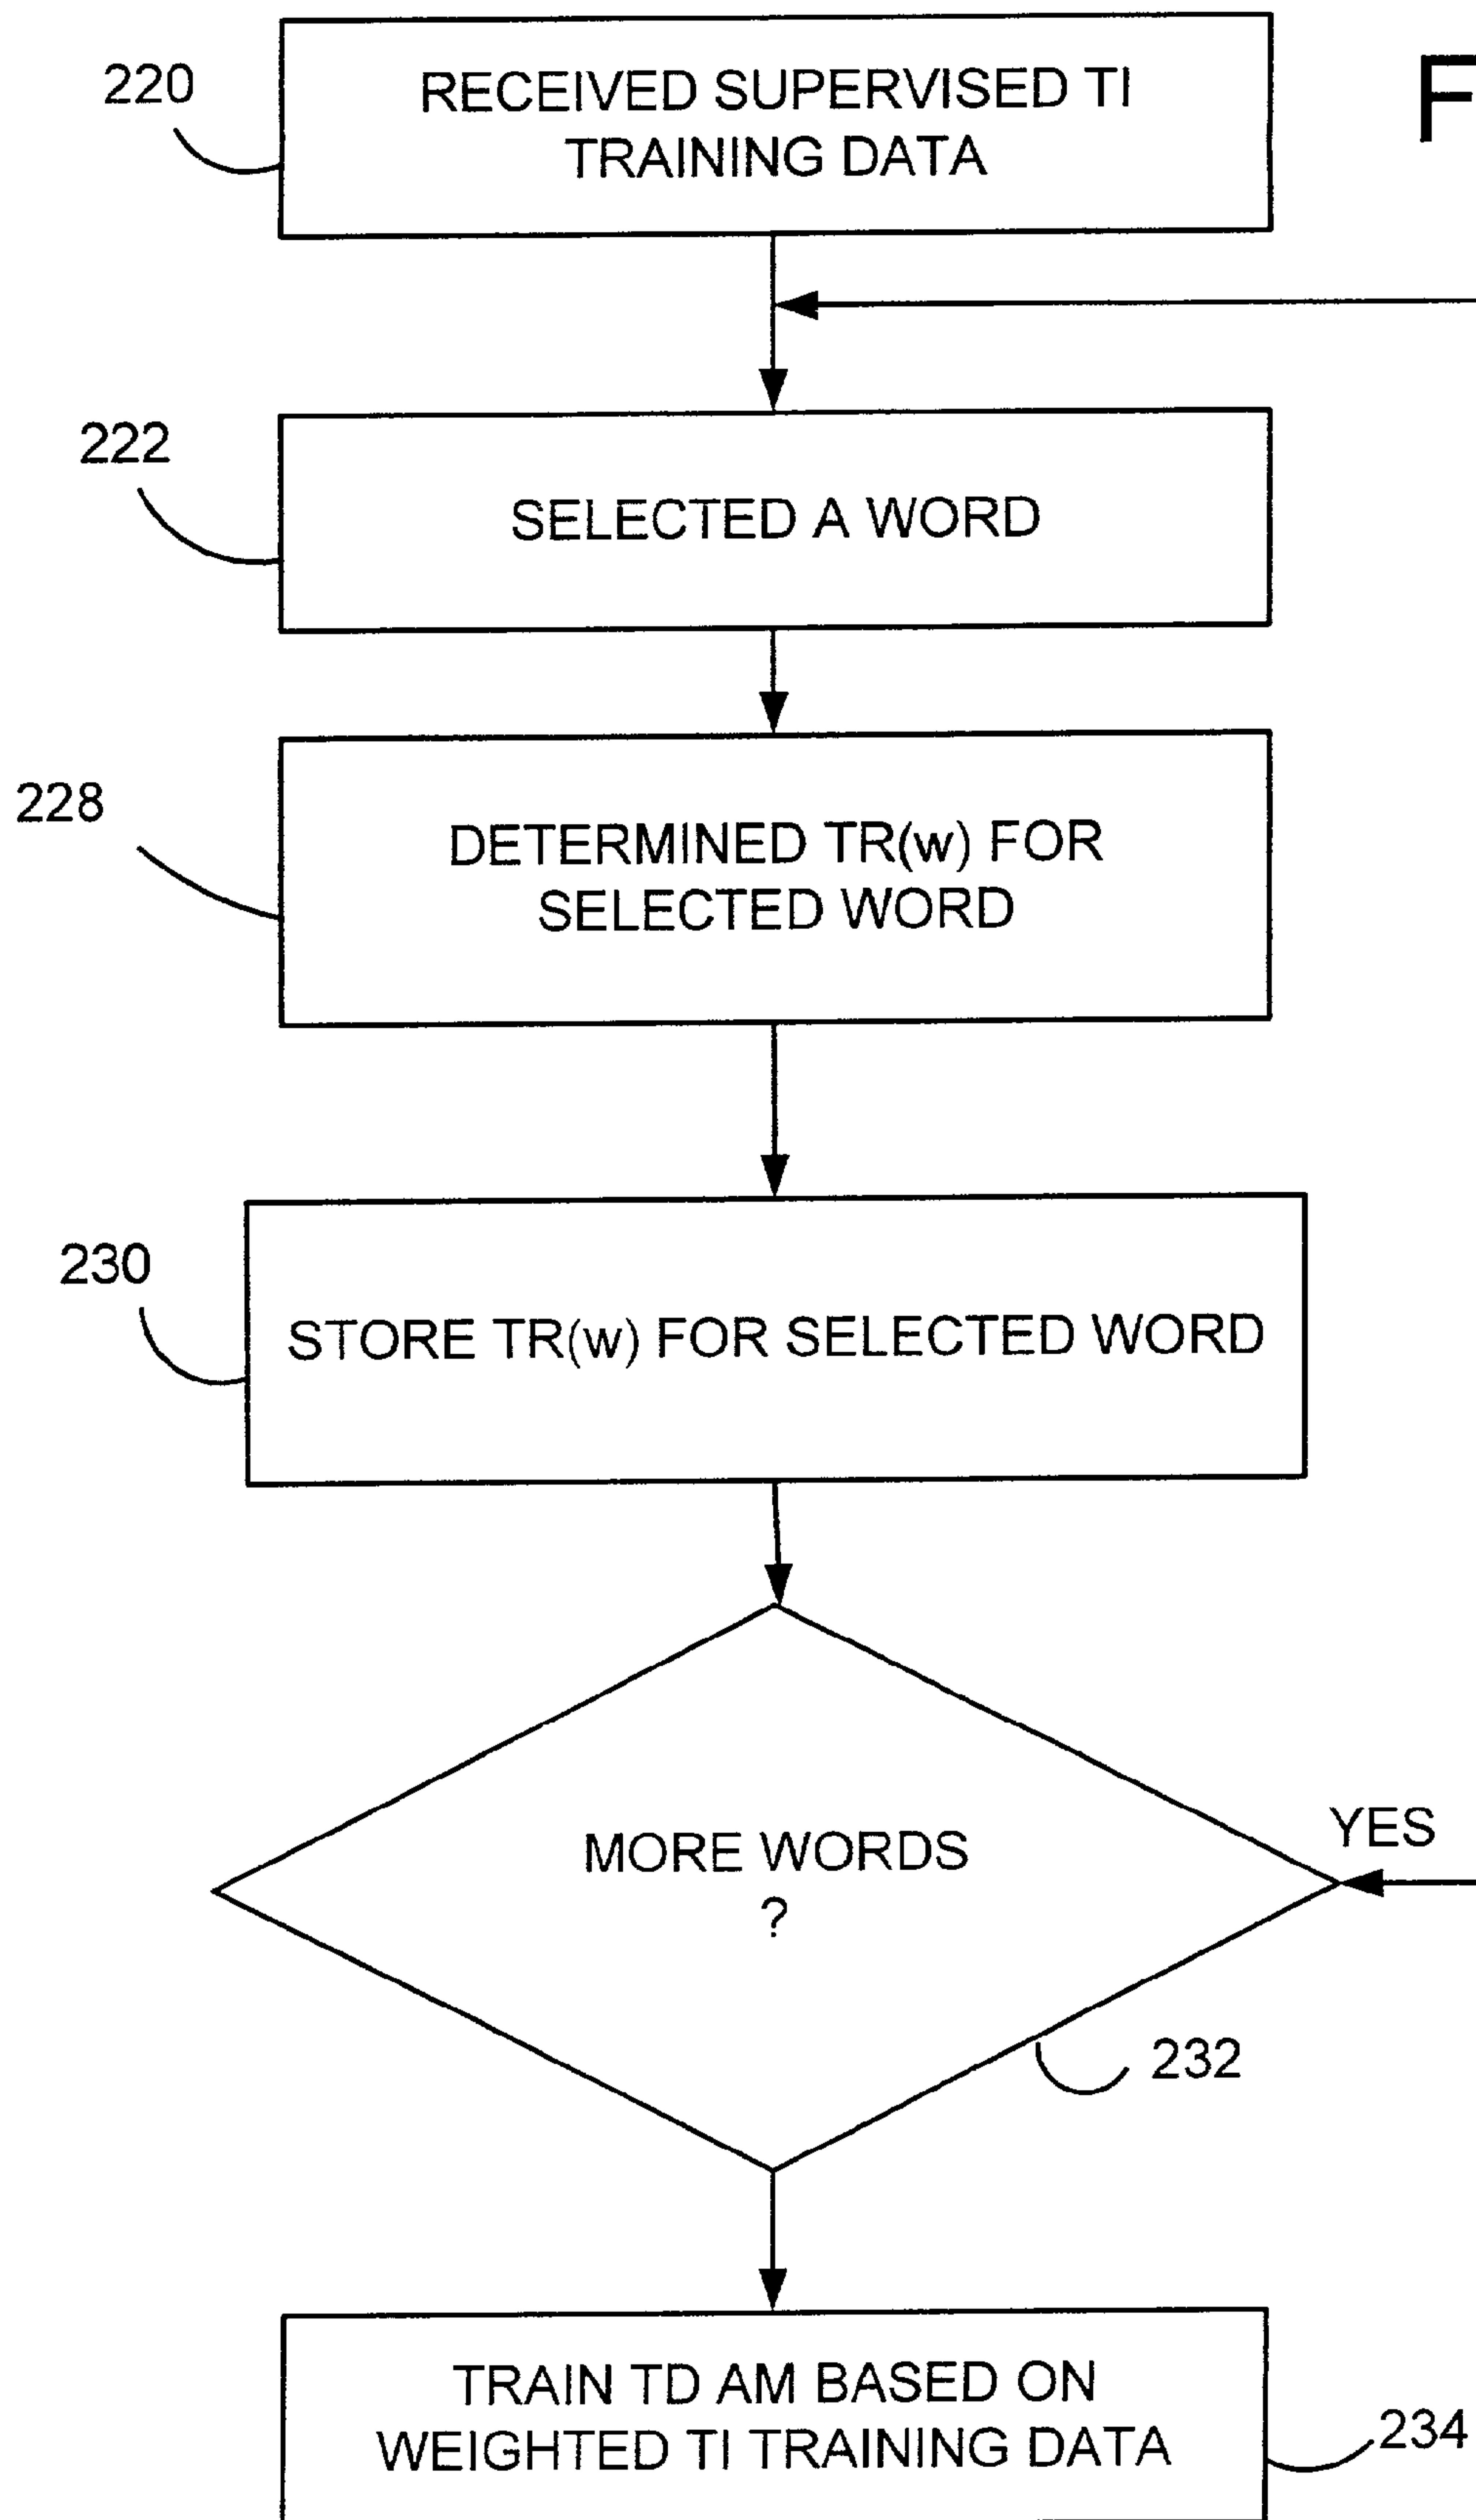 220
RECEIVED SUPERVISED TI
TRAINING DATA
F
222
SELECTED A WORD
228
DETERMINED TR(w) FOR
SELECTED WORD
230
STORE TR(w) FOR SELECTED WORD
MORE WORDS
?
YES
232
TRAIN TD AM BASED ON
WEIGHTED TI TRAINING DATA
234